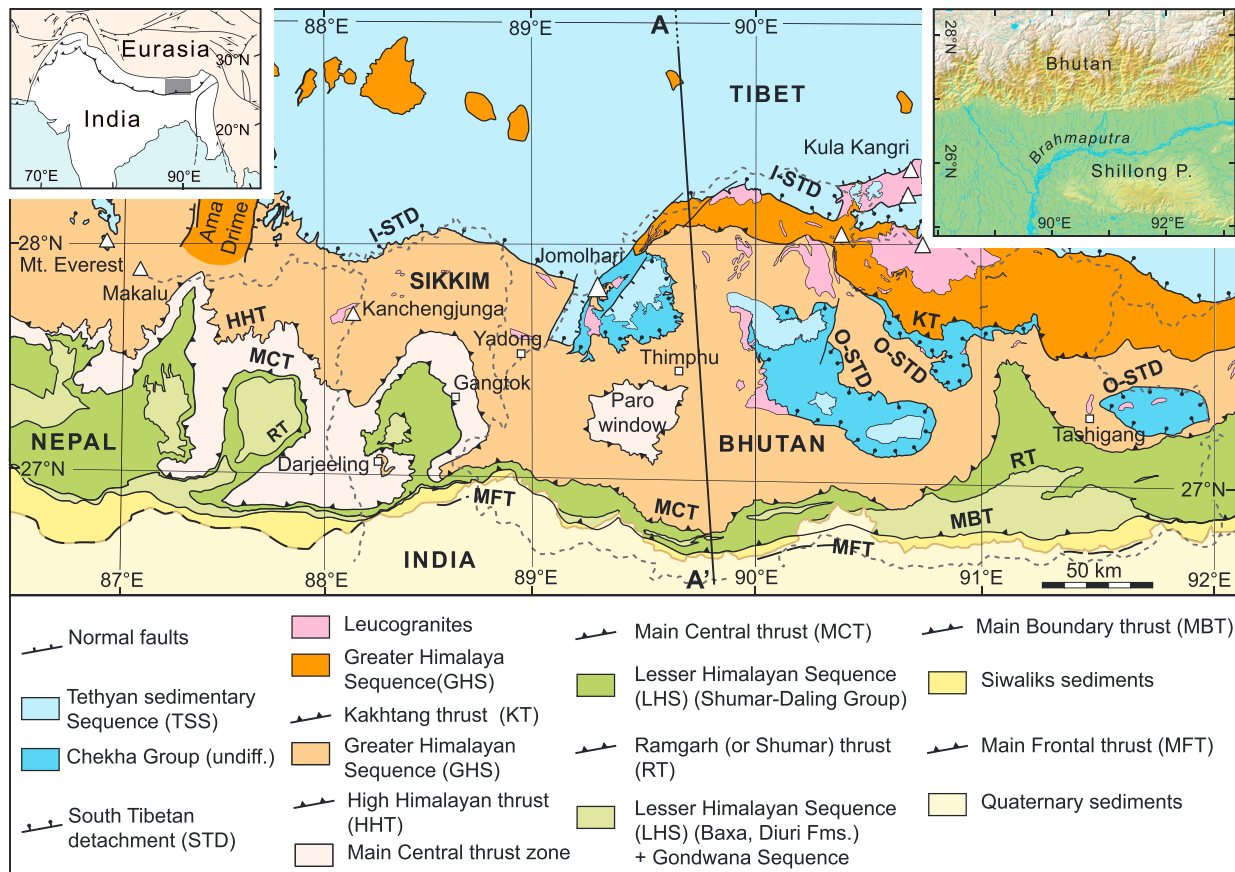 88°E
89°E
A
90°E
Eurasia
30°N
India
20°N
70°E
90°E
28°N
Bhutan
Brahmaputra
26°N
Shillong P.
90°E
92°E
TIBET
Kula Kangri
I-STD
Ama
Drime
I-STD
28°N
Mt. Everest
Makalu
SIKKIM
Jomolhari
Kanchengjunga
HHT
KT
Yadong
MCT
Thimphu
O-STD
O-STD
O-STD
Gangtok
Paro
window
RT
NEPAL
BHUTAN
Tashigang
Darjeeling
27°N
RT
27°N
MFT
MCT
MBT
MFT
INDIA
A'
50 km
87°E
88°E
89°E
90°E
91°E
92°E
Normal faults
Tethyan sedimentary
Sequence (TSS)
Chekha Group (undiff.)
South Tibetan
detachment (STD)
Leucogranites
Greater Himalaya
Sequence(GHS)
Kakhtang thrust (KT)
Greater Himalayan
Sequence (GHS)
High Himalayan thrust
(HHT)
Main Central thrust zone
Main Central thrust (MCT)
Lesser Himalayan Sequence
(LHS) (Shumar-Daling Group)
Ramgarh (or Shumar) thrust
(RT)
Lesser Himalayan Sequence
(LHS) (Baxa, Diuri Fms.)
+ Gondwana Sequence
Main Boundary thrust (MBT)
Siwaliks sediments
Main Frontal thrust (MFT)
Quaternary sediments